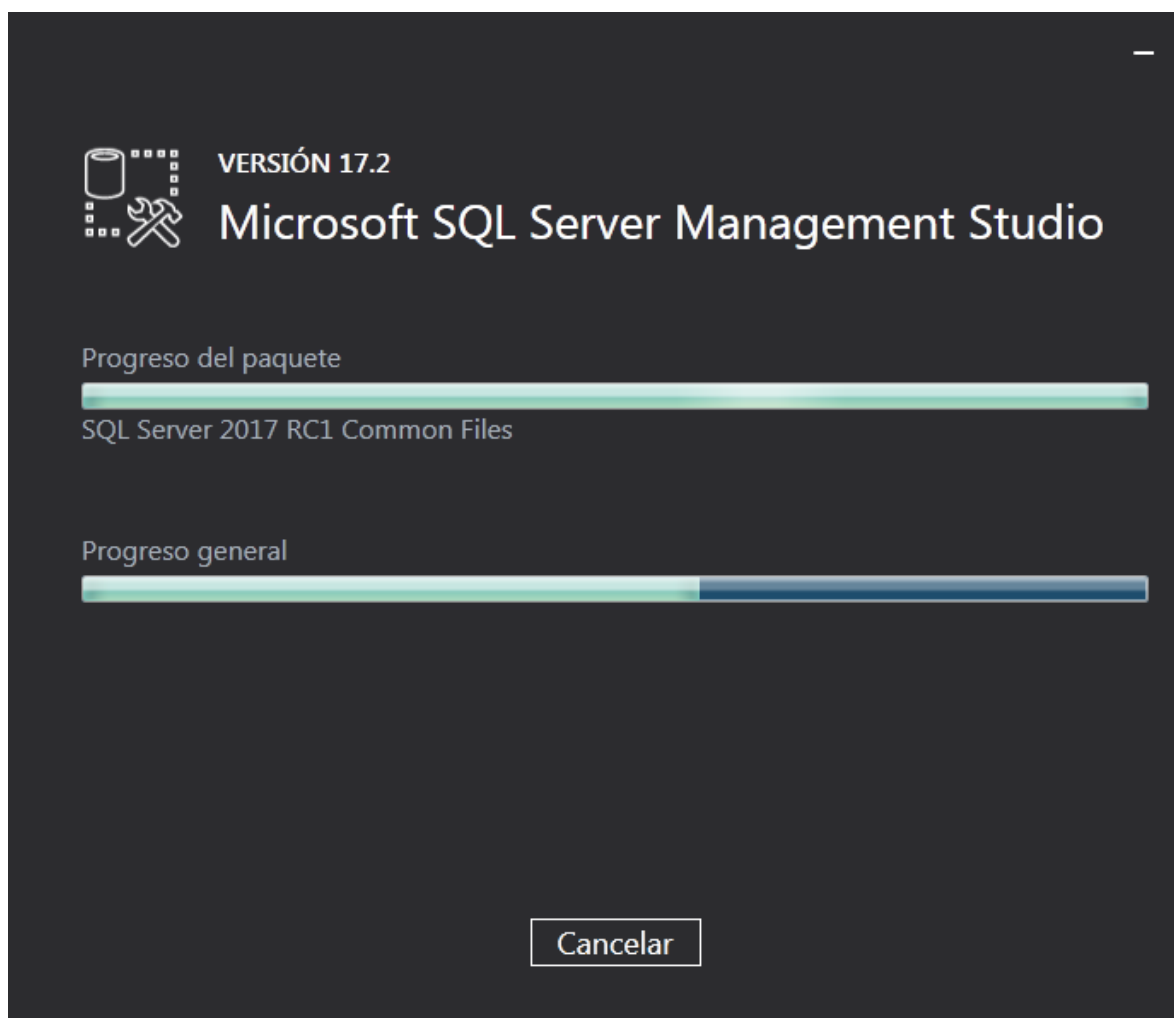 VERSIÓN 17.2
Microsoft SQL Server Management Studio
Progreso del paquete
SQL Server 2017 RC1 Common Files
Progreso general
Cancelar